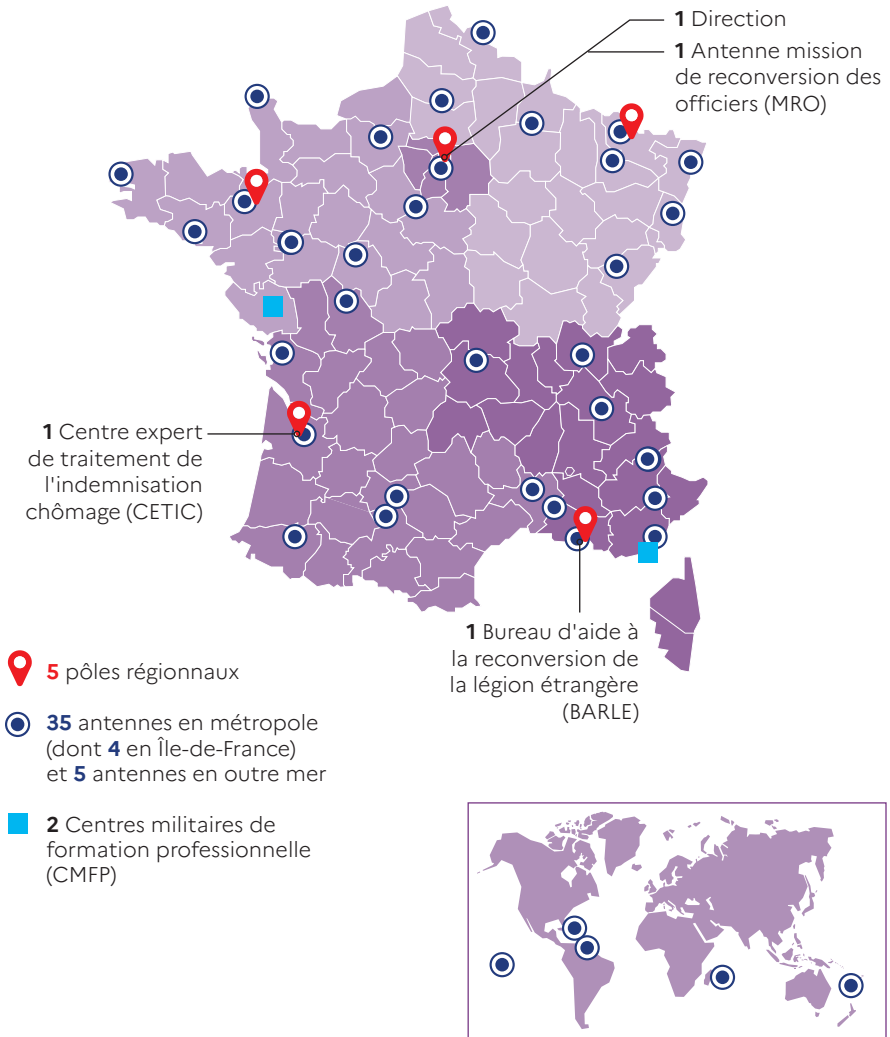 1 Direction
1 Antenne mission
de reconversion des
officiers (MRO)
1 Centre expert
de traitement de
l'indemnisation
chômage (CETIC)
1 Bureau d'aide à
la reconversion de
la légion étrangère
(BARLE)
5 pôles régionnaux
35 antennes en métropole
(dont 4 en Île-de-France)
et 5 antennes en outre mer
2 Centres militaires de
formation professionnelle
(CMFP)